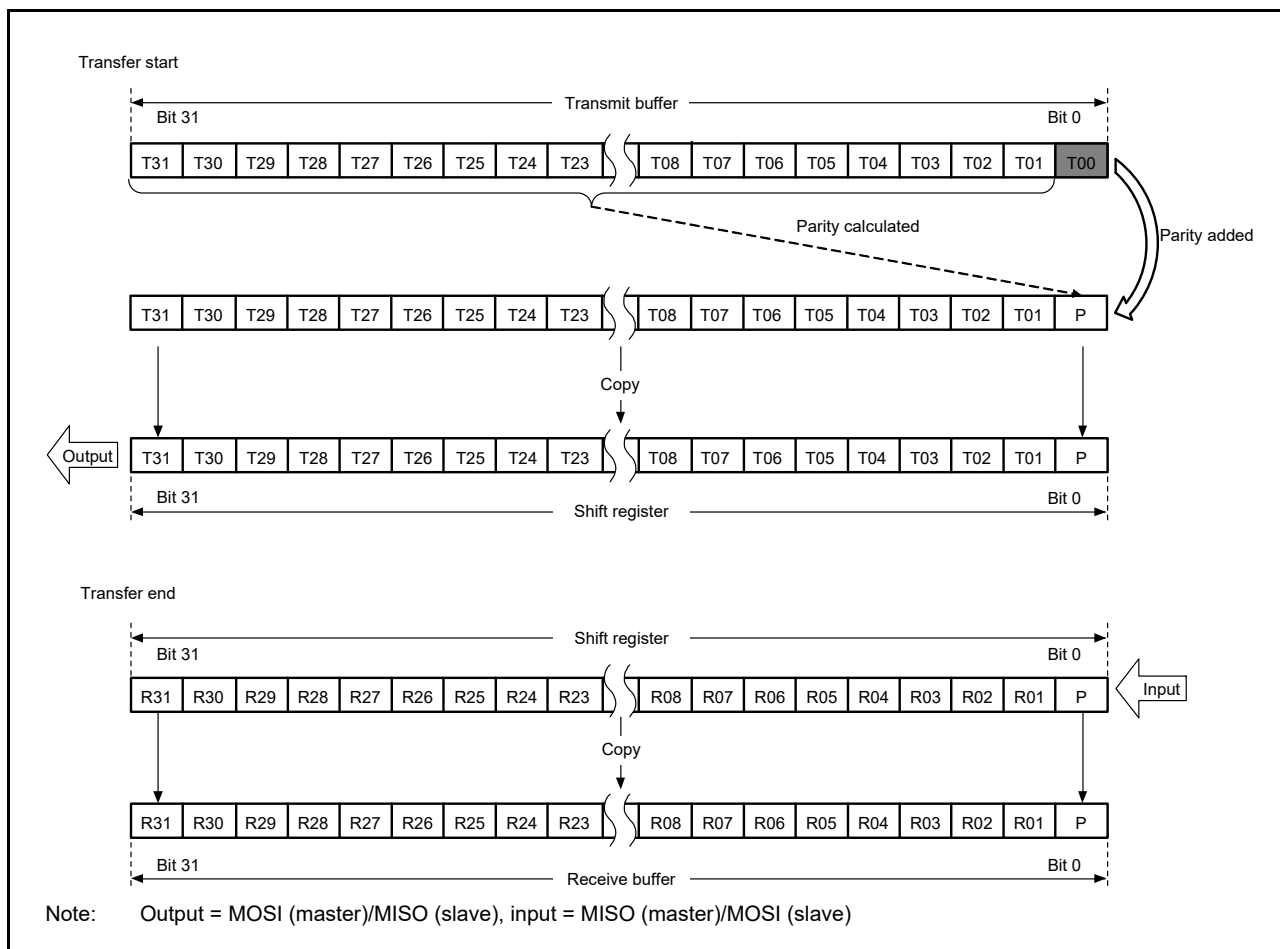 Transfer start
Transmit buffer
Bit 31 Bit 0
T31 T30 T29 T28 T27 T26 T25 T24 T23 T08 T07 T06 T05 T04 T03 T02 T01 T00
Parity calculated
Parity added
T31 T30 T29 T28 T27 T26 T25 T24 T23 T08 T07 T06 T05 T04 T03 T02 T01 P
Copy
Output
T31 T30 T29 T28 T27 T26 T25 T24 T23 T08 T07 T06 T05 T04 T03 T02 T01 P
Bit 31 Bit 0
Shift register
Transfer end
Shift register
Bit 31 Bit 0
R31 R30 R29 R28 R27 R26 R25 R24 R23 R08 R07 R06 R05 R04 R03 R02 R01 P
Input
Copy
R31 R30 R29 R28 R27 R26 R25 R24 R23 R08 R07 R06 R05 R04 R03 R02 R01 P
Bit 31 Bit 0
Receive buffer
Note: Output = MOSI (master)/MISO (slave), input = MISO (master)/MOSI (slave)